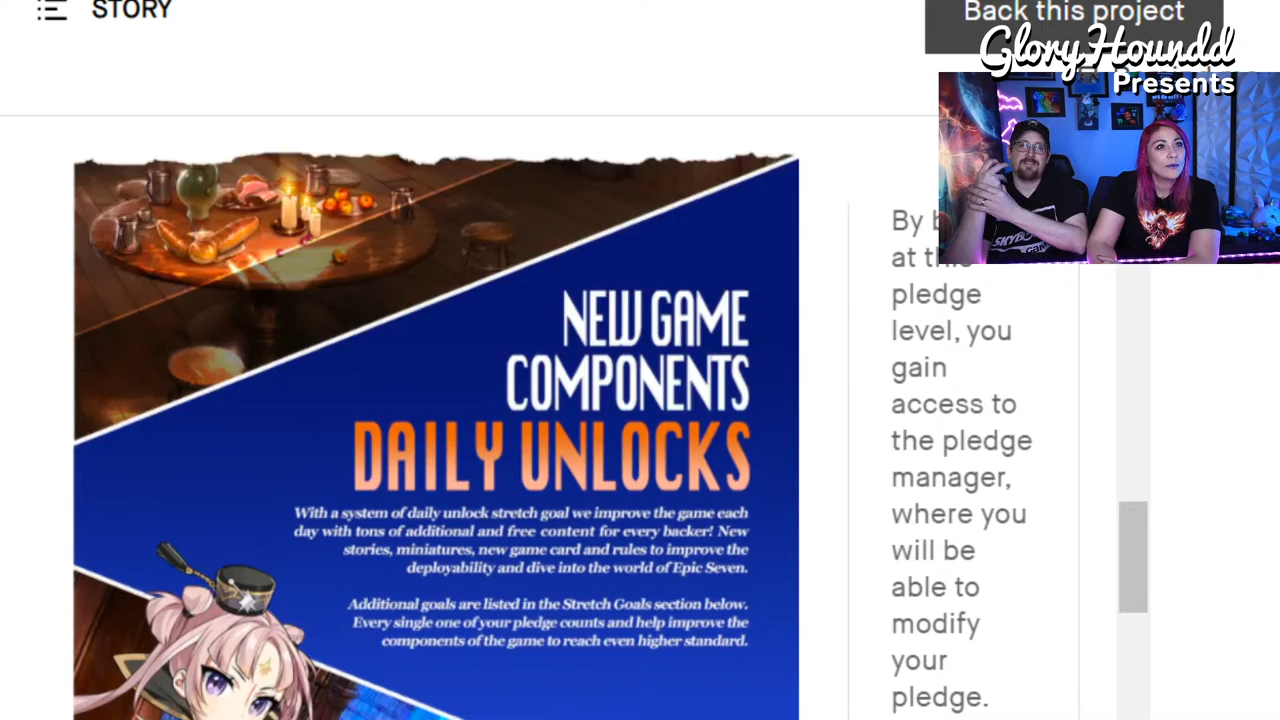 STORY
Back this project
GloryHoundd
Presents
NEW GAME
COMPONENTS
DAILY UNLOCKS
With a system of daily unlock stretch goal we improve the game each
day with tons of additional and free content for every backer! New
stories, miniatures, new game card and rules to improve the
deployability and dive into the world of Epic Seven.
Additional goals are listed in the Stretch Goals section below.
Every single one of your pledge counts and help improve the
components of the game to reach even higher standard.
By
at
pledge
level, you
gain
access to
the pledge
manager,
where you
will be
able to
modify
your
pledge.